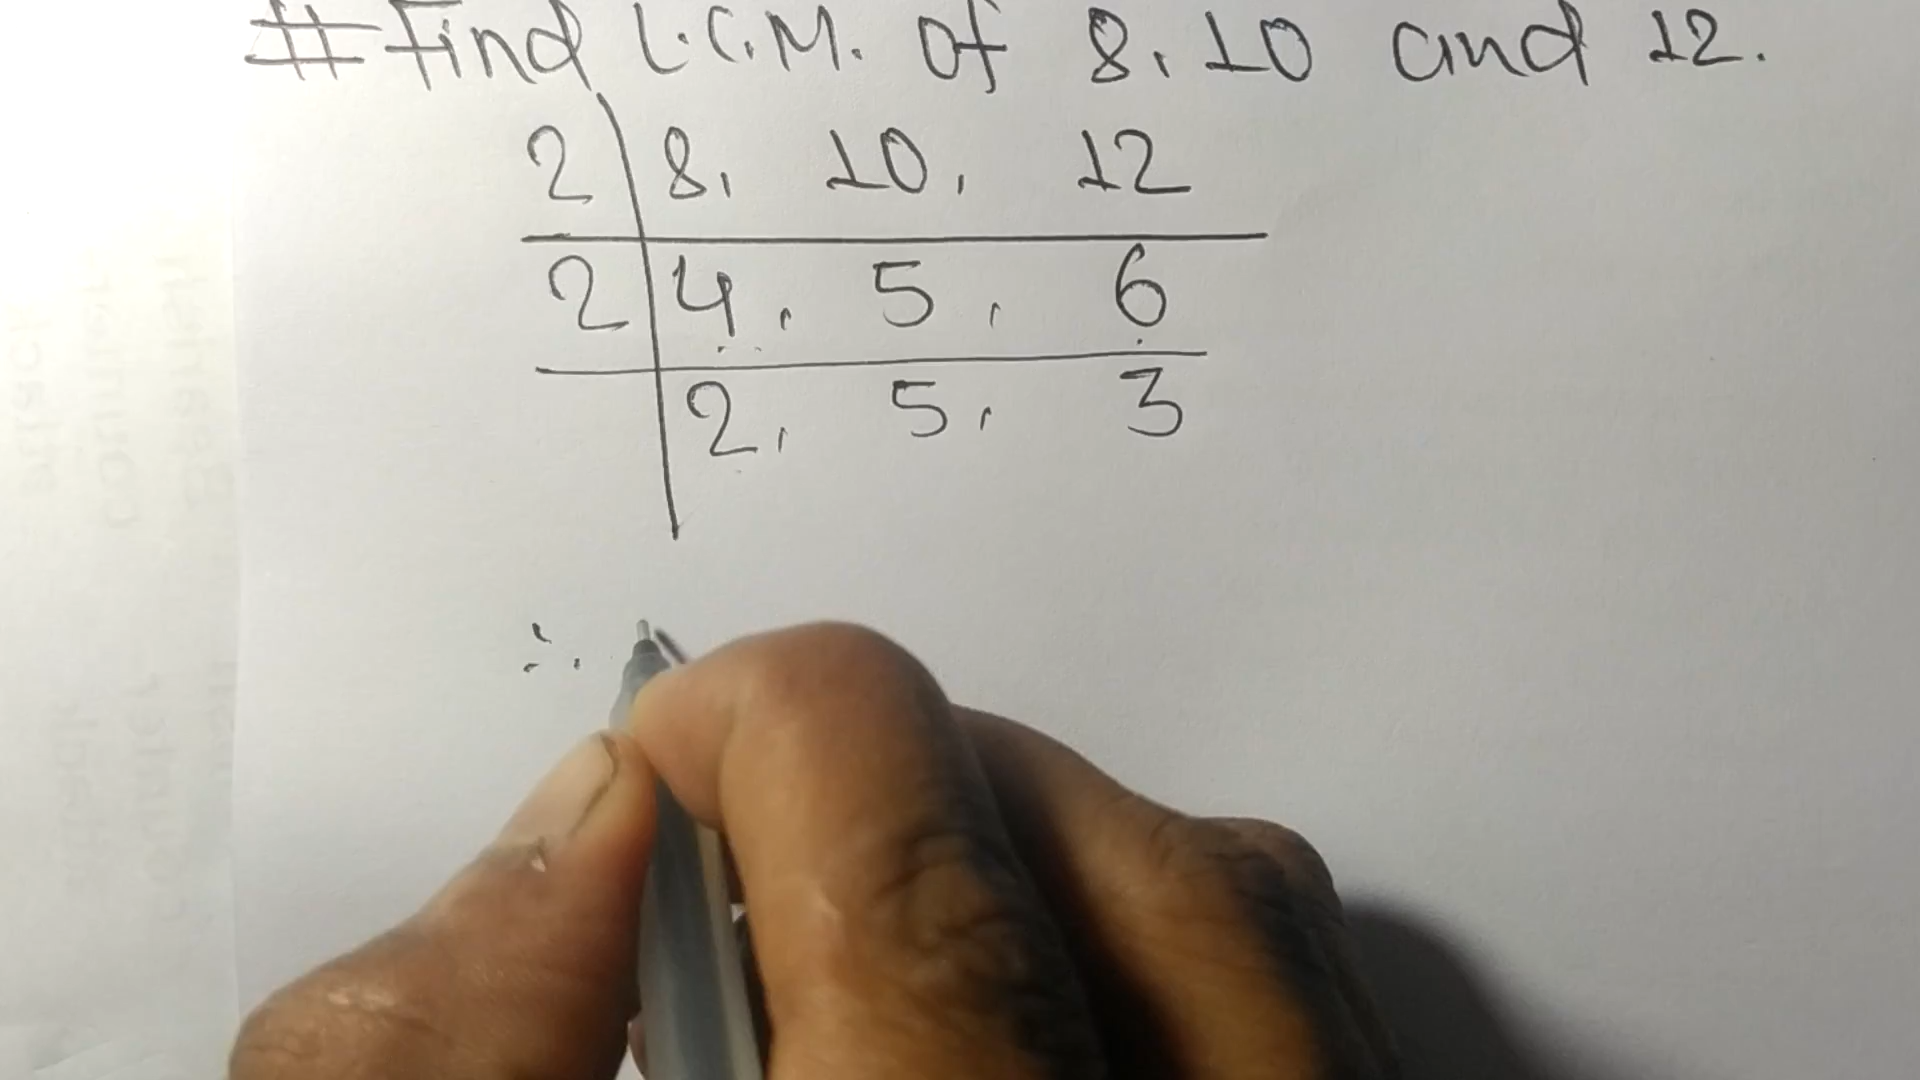 # Find L.C.M. of 8, 10 and 12.
2 8, 10, 12
2 4, 5, 6
2, 5, 3
∴